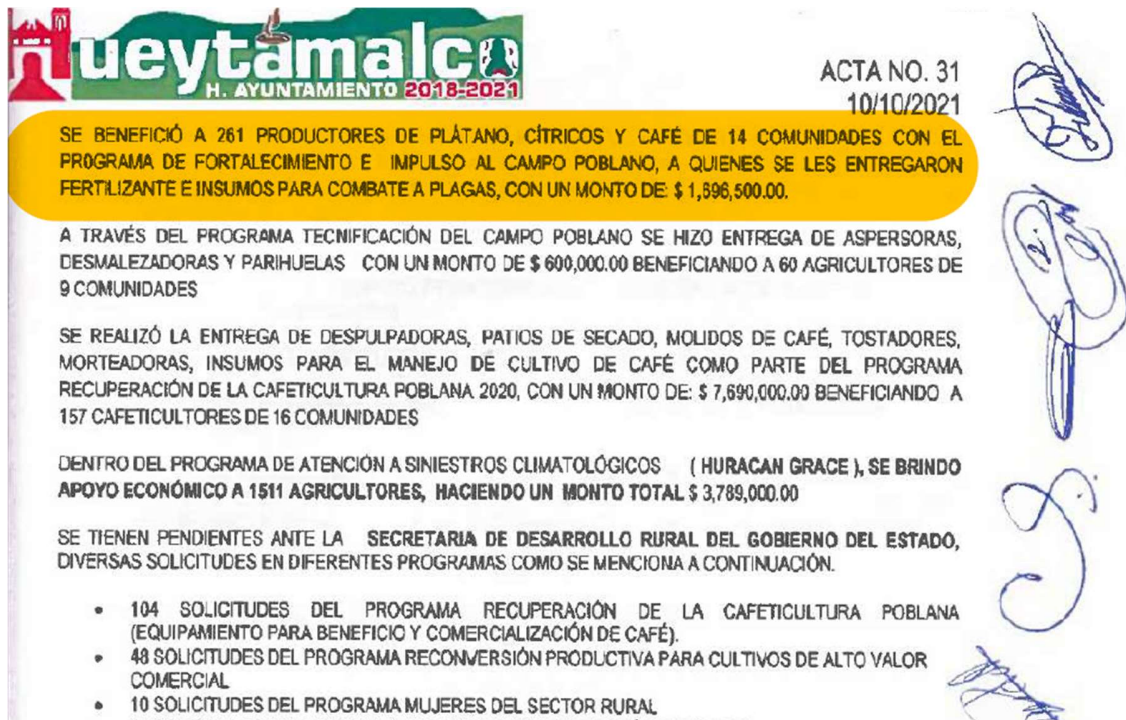 Hueytamalco
H. AYUNTAMIENTO 2018-2021
ACTA NO. 31
10/10/2021
SE BENEFICIÓ A 261 PRODUCTORES DE PLÁTANO, CÍTRICOS Y CAFÉ DE 14 COMUNIDADES CON EL
PROGRAMA DE FORTALECIMIENTO E IMPULSO AL CAMPO POBLANO, A QUIENES SE LES ENTREGARON
FERTILIZANTE E INSUMOS PARA COMBATE A PLAGAS, CON UN MONTO DE: $ 1,696,500.00.
A TRAVÉS DEL PROGRAMA TECNIFICACIÓN DEL CAMPO POBLANO SE HIZO ENTREGA DE ASPERSORAS,
DESMALEZADORAS Y PARIHUELAS CON UN MONTO DE $ 600,000.00 BENEFICIANDO A 60 AGRICULTORES DE
9 COMUNIDADES
SE REALIZÓ LA ENTREGA DE DESPULPADORAS, PATIOS DE SECADO, MOLIDOS DE CAFÉ, TOSTADORES,
MORTEADORAS, INSUMOS PARA EL MANEJO DE CULTIVO DE CAFÉ COMO PARTE DEL PROGRAMA
RECUPERACIÓN DE LA CAFETICULTURA POBLANA 2020, CON UN MONTO DE: $ 7,690,000.00 BENEFICIANDO A
157 CAFETICULTORES DE 16 COMUNIDADES
DENTRO DEL PROGRAMA DE ATENCIÓN A SINIESTROS CLIMATOLÓGICOS ( HURACAN GRACE ), SE BRINDO
APOYO ECONÓMICO A 1511 AGRICULTORES, HACIENDO UN MONTO TOTAL $ 3,789,000.00
SE TIENEN PENDIENTES ANTE LA SECRETARIA DE DESARROLLO RURAL DEL GOBIERNO DEL ESTADO,
DIVERSAS SOLICITUDES EN DIFERENTES PROGRAMAS COMO SE MENCIONA A CONTINUACIÓN.
• 104 SOLICITUDES DEL PROGRAMA RECUPERACIÓN DE LA CAFETICULTURA POBLANA
(EQUIPAMIENTO PARA BENEFICIO Y COMERCIALIZACIÓN DE CAFÉ).
• 48 SOLICITUDES DEL PROGRAMA RECONVERSIÓN PRODUCTIVA PARA CULTIVOS DE ALTO VALOR
COMERCIAL
• 10 SOLICITUDES DEL PROGRAMA MUJERES DEL SECTOR RURAL